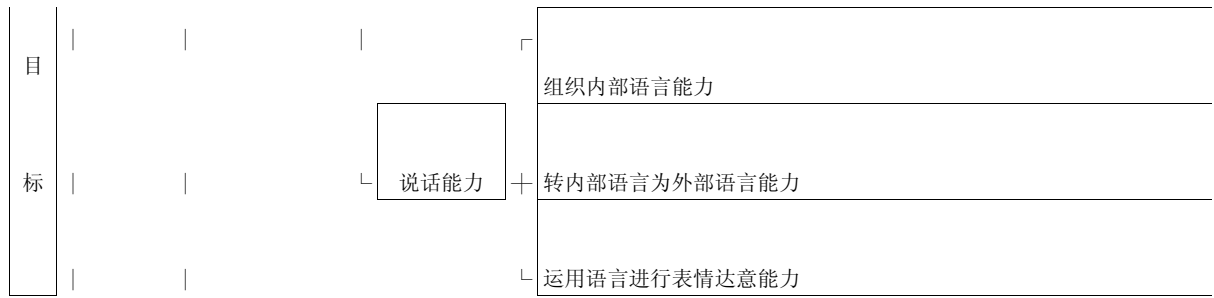 目
组织内部语言能力
标
说话能力
转内部语言为外部语言能力
运用语言进行表情达意能力